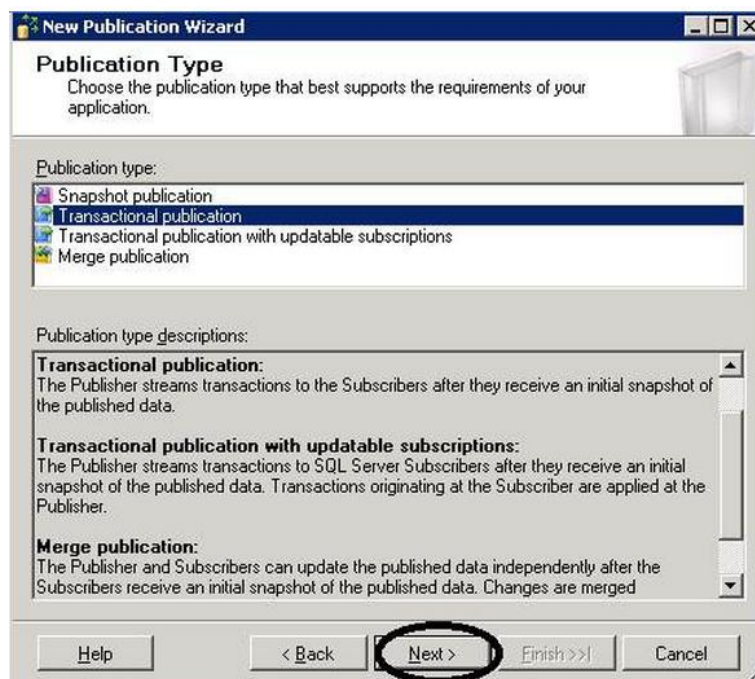 New Publication Wizard
Publication Type
Choose the publication type that best supports the requirements of your
application.
Publication type:
Snapshot publication
Transactional publication
Transactional publication with updatable subscriptions
Merge publication
Publication type descriptions:
Transactional publication:
The Publisher streams transactions to the Subscribers after they receive an initial snapshot of
the published data.
Transactional publication with updatable subscriptions:
The Publisher streams transactions to SQL Server Subscribers after they receive an initial
snapshot of the published data. Transactions originating at the Subscriber are applied at the
Publisher.
Merge publication:
The Publisher and Subscribers can update the published data independently after the
Subscribers receive an initial snapshot of the published data. Changes are merged
Help < Back Next > Finish >>| Cancel